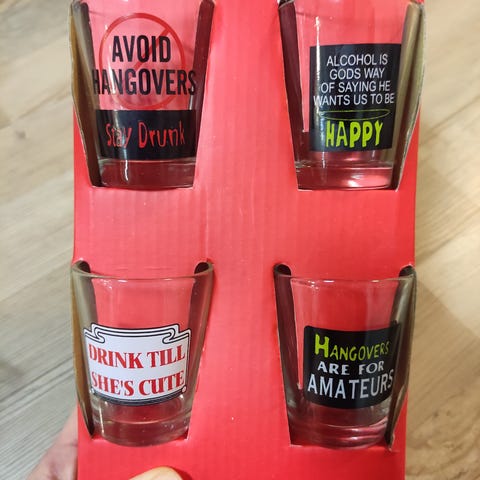 AVOID
HANGOVERS
Stay Drunk
ALCOHOL IS
GODS WAY
OF SAYING HE
WANTS US TO BE
HAPPY
DRINK TILL
SHE'S CUTE
HANGOVERS
ARE FOR
AMATEURS